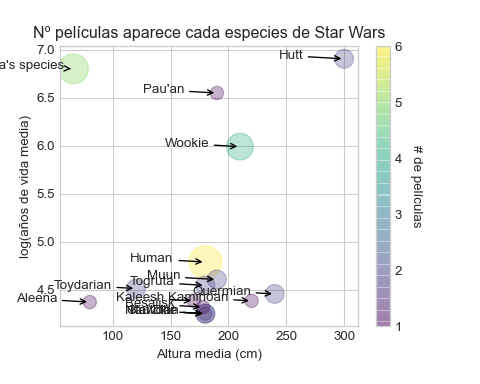 Nº películas aparece cada especies de Star Wars
7.0
6.5
6.0
5.5
5.0
4.5
log(años de vida media)
a's species
Hutt
Pau'an
Wookie
Human
Muun
Togruta
Toydarian
Quermian
Aleena
Kaleesh
Kaminoan
Besalisk
100
150
200
250
300
Altura media (cm)
6
5
4
3
2
1
# de películas